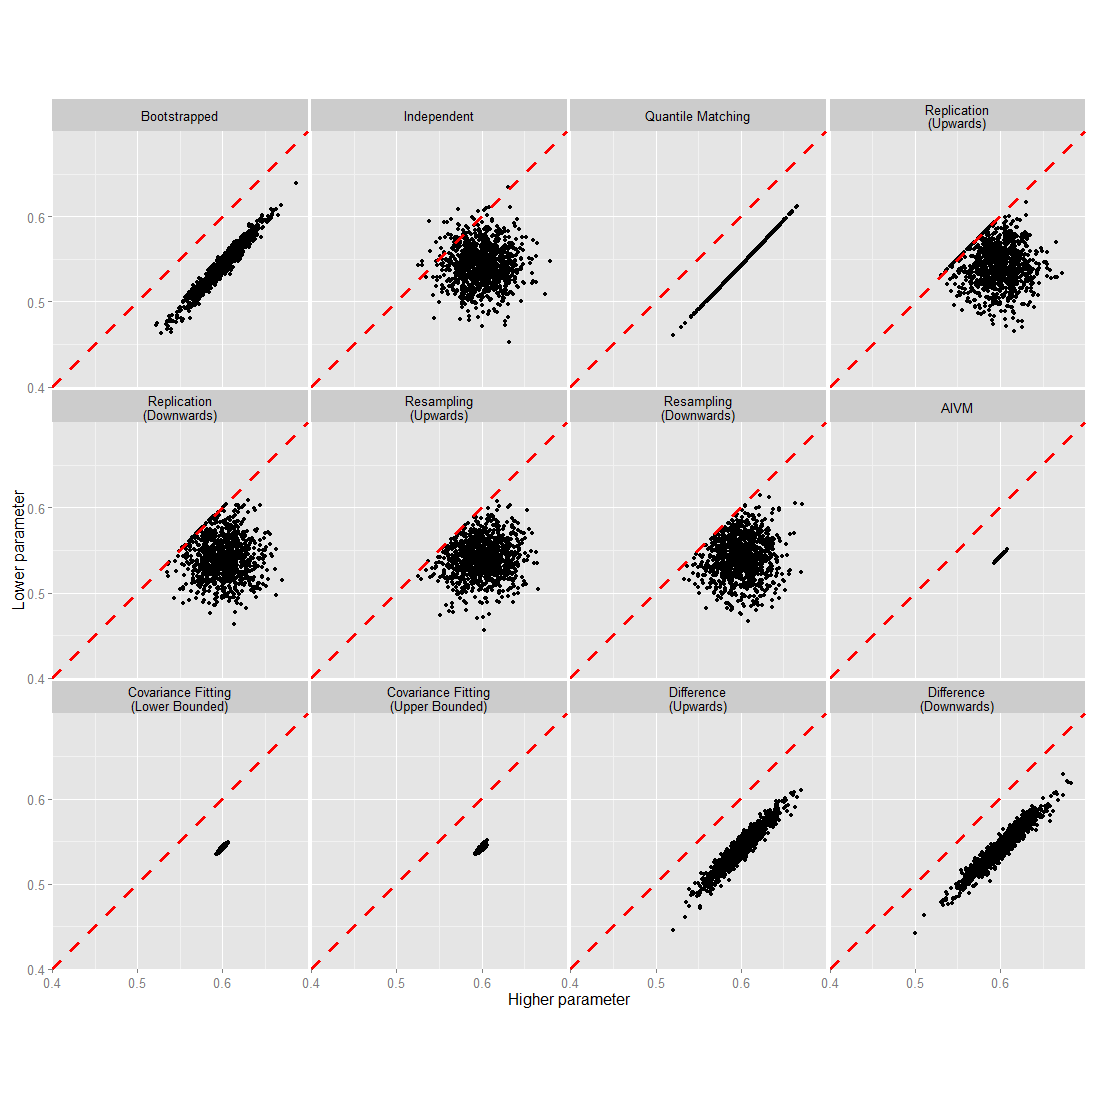 Bootstrapped
Independent
Quantile Matching
Replication
(Upwards)
0.6
0.5
0.4
Replication
(Downwards)
Resampling
(Upwards)
Resampling
(Downwards)
AIVM
0.6
0.5
0.4
Lower parameter
Covariance Fitting
(Lower Bounded)
Covariance Fitting
(Upper Bounded)
Difference
(Upwards)
Difference
(Downwards)
0.6
0.5
0.4
0.4 0.5 0.6 0.4 0.5 0.6 0.4 0.5 0.6 0.4 0.5 0.6
Higher parameter